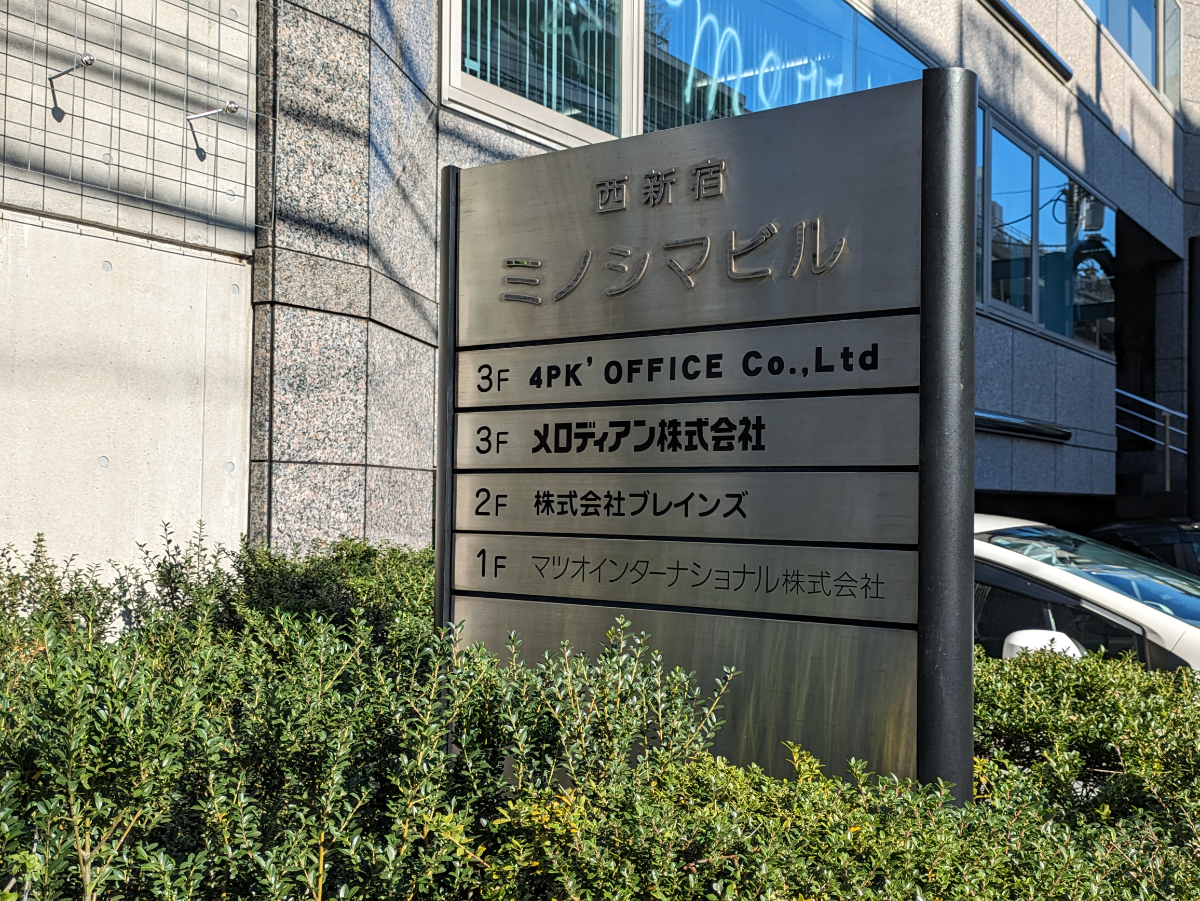 西新宿
ミノシマビル
3F 4PK' OFFICE Co.,Ltd
3F メロディアン株式会社
2F 株式会社ブレインズ
1F マツオインターナショナル株式会社